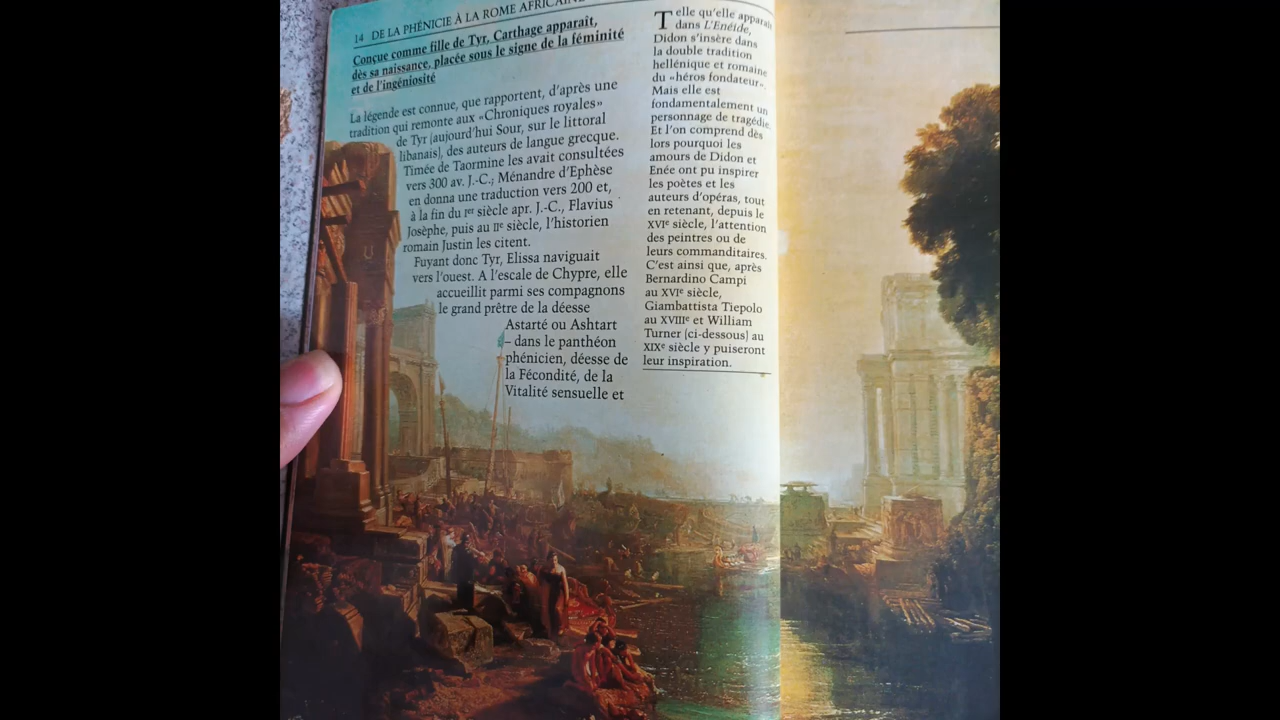 14 DE LA PHÉNICIE À LA ROME AFRICAINE
Conçue comme fille de Tyr, Carthage apparaît,
dès sa naissance, placée sous le signe de la féminité
et de l'ingéniosité
La légende est connue, que rapportent, d'après une
tradition qui remonte aux «Chroniques royales»
de Tyr (aujourd'hui Sour, sur le littoral
libanais), des auteurs de langue grecque.
Timée de Taormine les avait consultées
vers 300 av. J.-C.; Ménandre d'Ephèse
en donna une traduction vers 200 et,
à la fin du Ier siècle apr. J.-C., Flavius
Josèphe, puis au IIe siècle, l'historien
romain Justin les citent.
Fuyant donc Tyr, Elissa naviguait
vers l'ouest. A l'escale de Chypre, elle
accueillit parmi ses compagnons
le grand prêtre de la déesse
Astarté ou Ashtart
– dans le panthéon
phénicien, déesse de
la Fécondité, de la
Vitalité sensuelle et
Telle qu'elle apparaît
dans L'Enéide,
Didon s'insère dans
la double tradition
hellénique et romaine
du «héros fondateur».
Mais elle est
fondamentalement un
personnage de tragédie.
Et l'on comprend dès
lors pourquoi les
amours de Didon et
Enée ont pu inspirer
les poètes et les
auteurs d'opéras, tout
en retenant, depuis le
XVIe siècle, l'attention
des peintres ou de
leurs commanditaires.
C'est ainsi que, après
Bernardino Campi
au XVIe siècle,
Giambattista Tiepolo
au XVIIIe et William
Turner (ci-dessous) au
XIXe siècle y puiseront
leur inspiration.